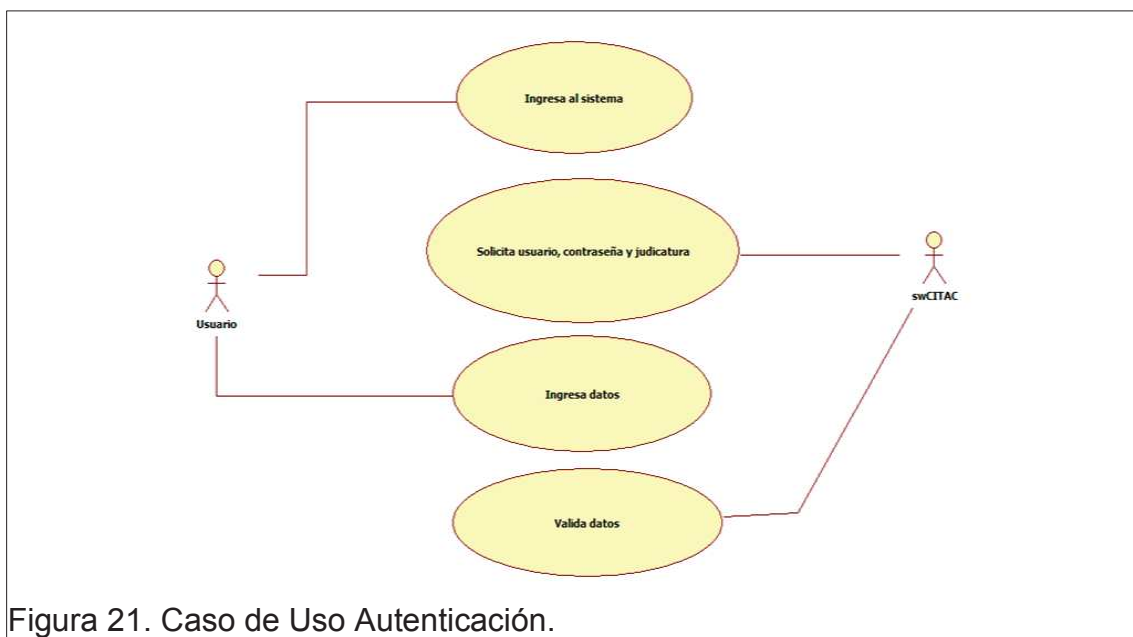 Ingresa al sistema
Solicita usuario, contraseña y judicatura
swCITAC
Usuario
Ingresa datos
Valida datos
Figura 21. Caso de Uso Autenticación.